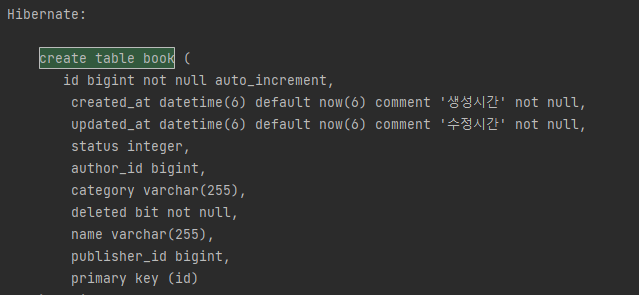 Hibernate:
create table book (
id bigint not null auto_increment,
created_at datetime(6) default now(6) comment '생성시간' not null,
updated_at datetime(6) default now(6) comment '수정시간' not null,
status integer,
author_id bigint,
category varchar(255),
deleted bit not null,
name varchar(255),
publisher_id bigint,
primary key (id)